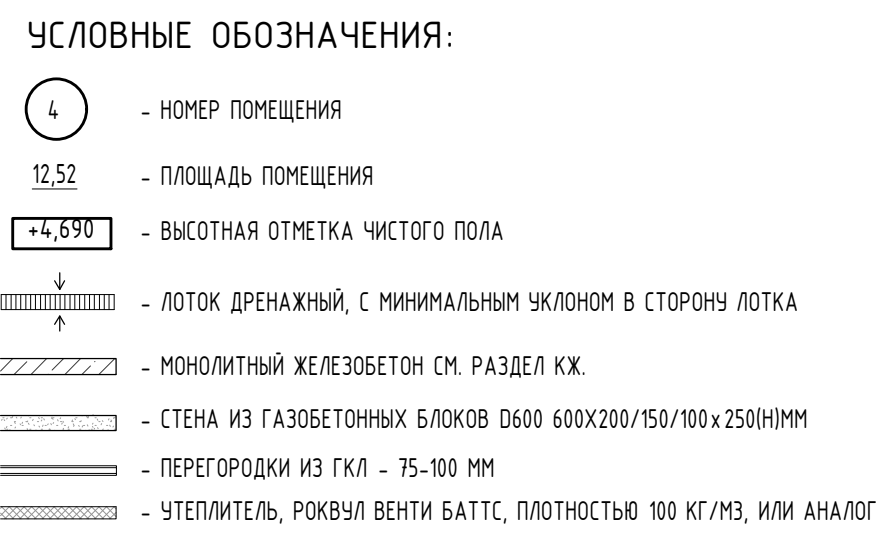 УСЛОВНЫЕ ОБОЗНАЧЕНИЯ:
4 - НОМЕР ПОМЕЩЕНИЯ
12,52 - ПЛОЩАДЬ ПОМЕЩЕНИЯ
+4,690 - ВЫСОТНАЯ ОТМЕТКА ЧИСТОГО ПОЛА
- ЛОТОК ДРЕНАЖНЫЙ, С МИНИМАЛЬНЫМ УКЛОНОМ В СТОРОНУ ЛОТКА
- МОНОЛИТНЫЙ ЖЕЛЕЗОБЕТОН СМ. РАЗДЕЛ КЖ.
- СТЕНА ИЗ ГАЗОБЕТОННЫХ БЛОКОВ D600 600Х200/150/100х250(Н)ММ
- ПЕРЕГОРОДКИ ИЗ ГКЛ - 75-100 ММ
- УТЕПЛИТЕЛЬ, РОКВУЛ ВЕНТИ БАТТС, ПЛОТНОСТЬЮ 100 КГ/М3, ИЛИ АНАЛОГ